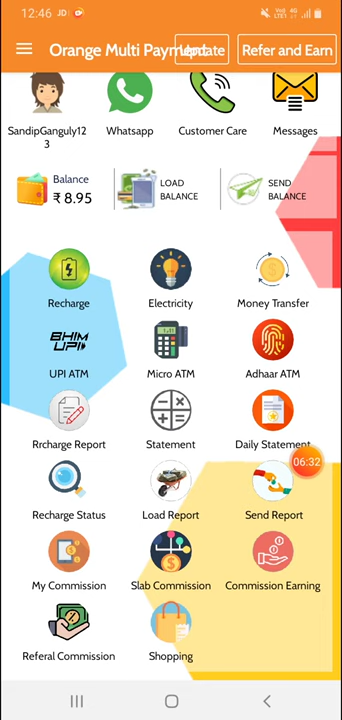 12:46 JD
Orange Multi Payment
Update
Refer and Earn
SandipGanguly12
3
Whatsapp
Customer Care
Messages
Balance
₹ 8.95
LOAD
BALANCE
SEND
BALANCE
Recharge
Electricity
Money Transfer
BHIM
UPI
UPI ATM
Micro ATM
Adhaar ATM
Rrcharge Report
Statement
Daily Statement
06:32
Recharge Status
Load Report
Send Report
My Commission
Slab Commission
Commission Earning
Referal Commission
Shopping